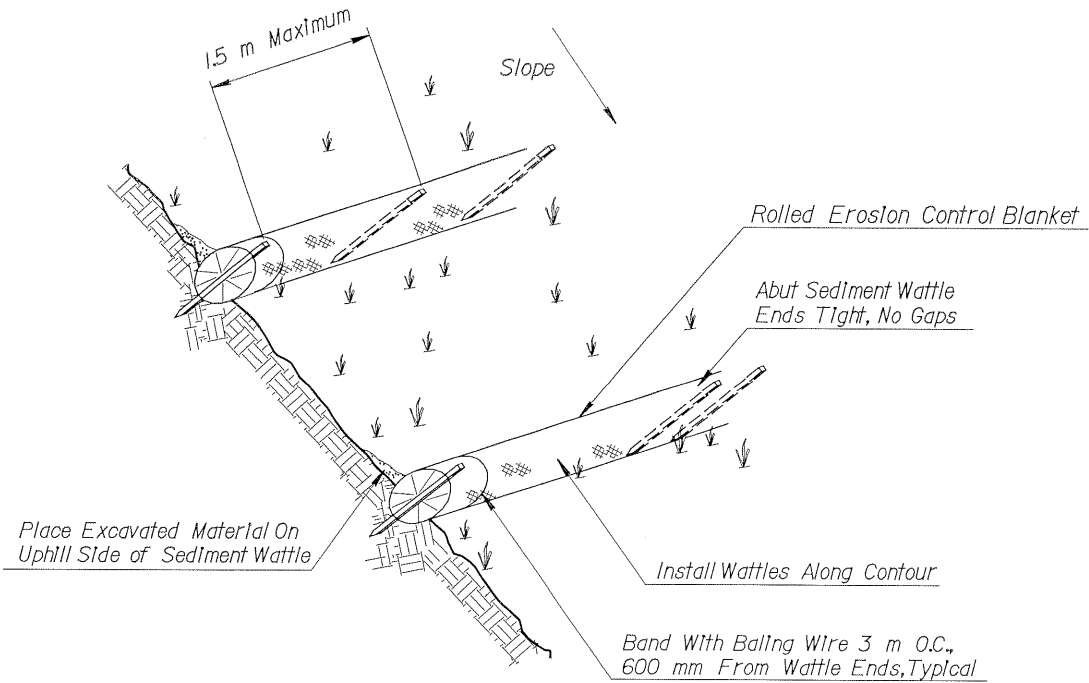 1.5 m Maximum
Slope
Rolled Erosion Control Blanket
Abut Sediment Wattle
Ends Tight, No Gaps
Place Excavated Material On
Uphill Side of Sediment Wattle
Install Wattles Along Contour
Band With Baling Wire 3 m O.C.,
600 mm From Wattle Ends, Typical